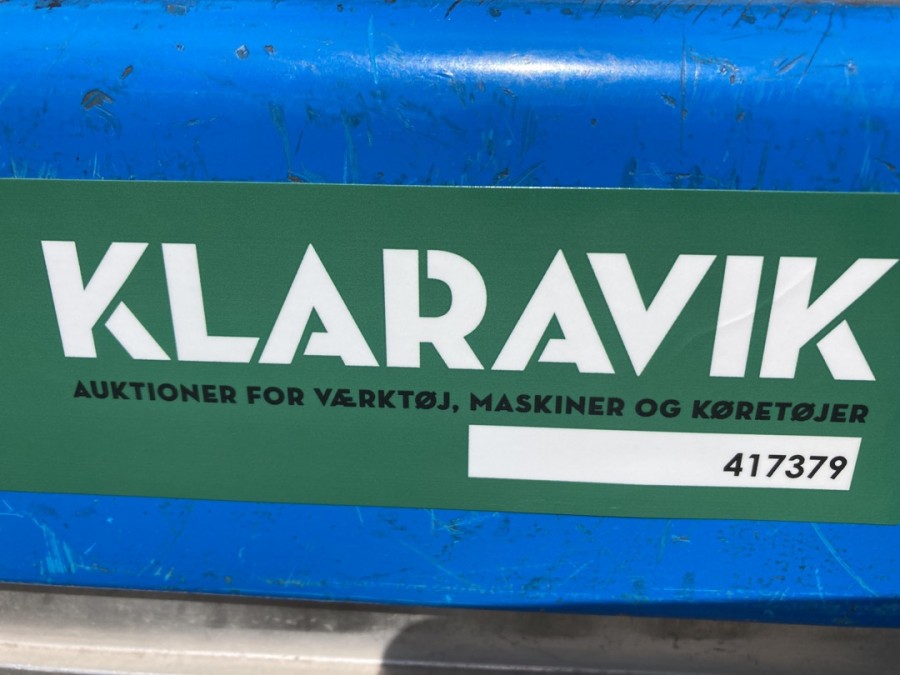 KLARAVIK
AUKTIONER FOR VÆRKTØJ, MASKINER OG KØRETØJER
417379